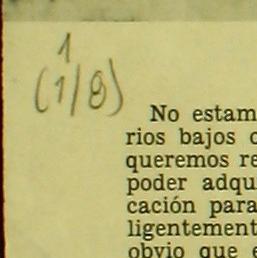 1
(1/8)
No estam
rios bajos
queremos re
poder adqu
cación para
ligentement
obvio que e